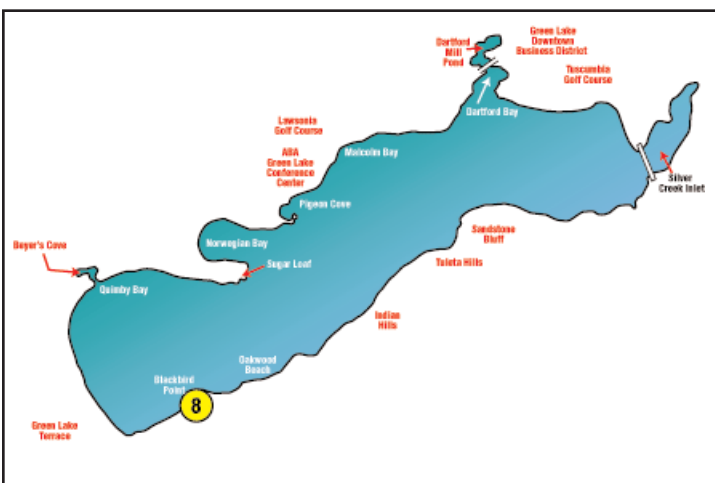 Green Lake
Downtown
Business District
Dartford
Mill
Pond
Tuscumbia
Golf Course
Dartford Bay
Lawsonia
Golf Course
Malcolm Bay
ABA
Green Lake
Conference
Center
Silver
Creek Inlet
Pigeon Cove
Sandstone
Bluff
Norwegian Bay
Beyer's Cove
Sugar Loaf
Tuleta Hills
Quimby Bay
Indian
Hills
Oakwood
Beach
Blackbird
Point
8
Green Lake
Terrace